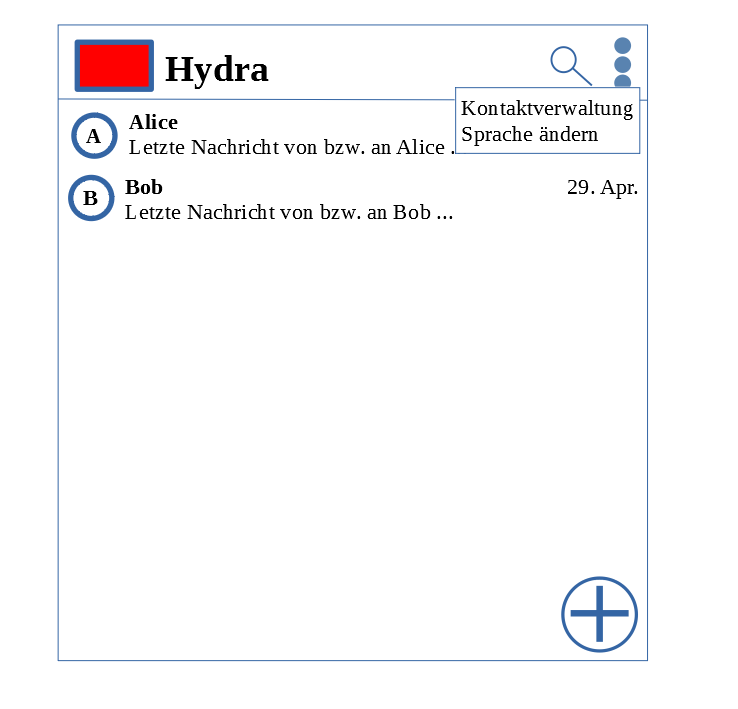 Hydra
Kontaktverwaltung
Sprache ändern
A
Alice
Letzte Nachricht von bzw. an Alice .
B
Bob
29. Apr.
Letzte Nachricht von bzw. an Bob ...